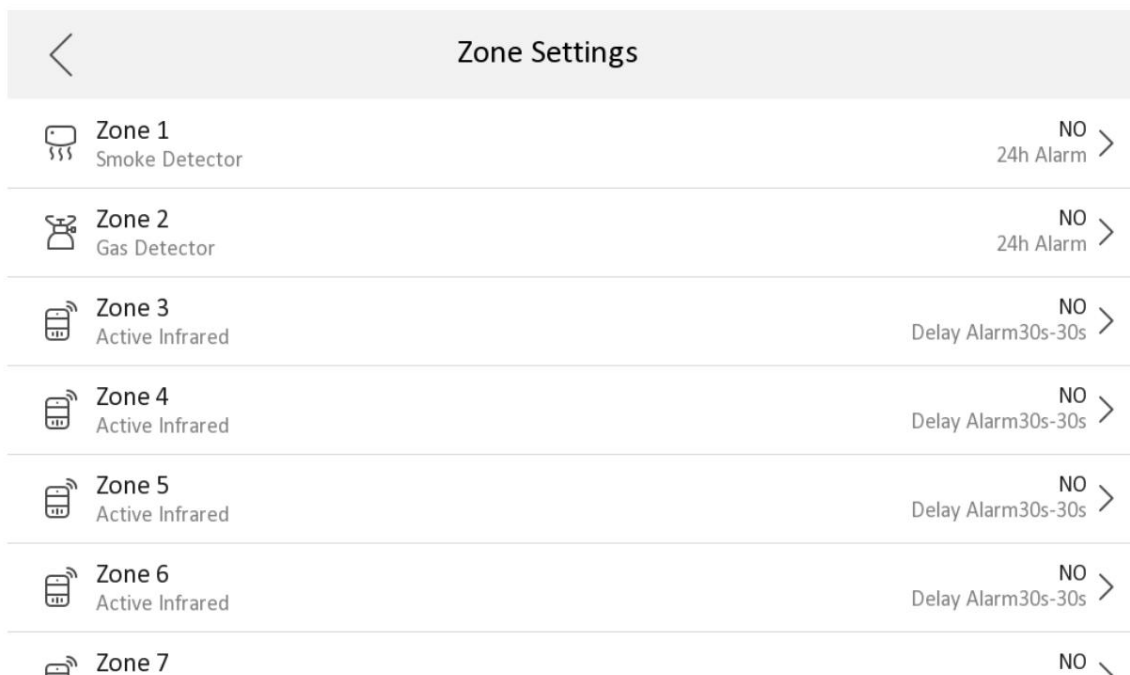 Zone Settings
Zone 1
NO
Smoke Detector
24h Alarm
Zone 2
NO
Gas Detector
24h Alarm
Zone 3
NO
Active Infrared
Delay Alarm30s-30s
Zone 4
NO
Active Infrared
Delay Alarm30s-30s
Zone 5
NO
Active Infrared
Delay Alarm30s-30s
Zone 6
NO
Active Infrared
Delay Alarm30s-30s
Zone 7
NO